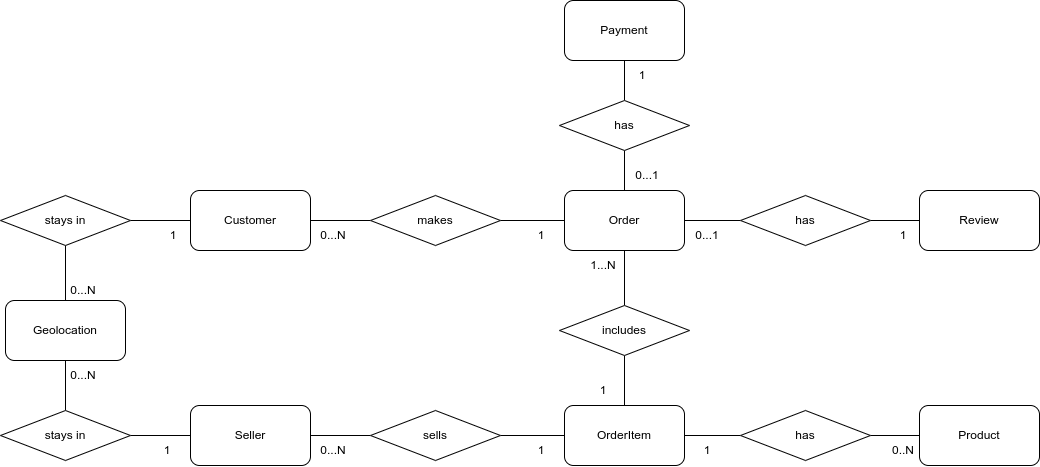 Payment
1
has
0...1
stays in
Customer
makes
Order
has
Review
1
0...N
1
0...1
1
1...N
0...N
Geolocation
includes
0...N
1
stays in
Seller
sells
OrderItem
has
Product
1
0...N
1
1
0..N